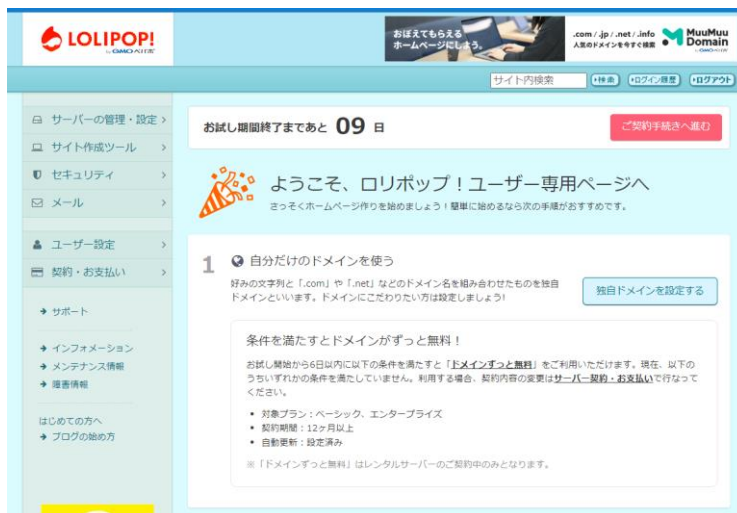 LOLIPOP!
by GMOペパボ
おぼえてもらえる
ホームページにしよう。
.com / .jp / .net / .info
人気のドメインを今すぐ検索
MuuMuu
Domain
サイト内検索
検索
ログイン履歴
ログアウト
サーバーの管理・設定
サイト作成ツール
セキュリティ
メール
ユーザー設定
契約・お支払い
サポート
インフォメーション
メンテナンス情報
障害情報
はじめての方へ
ブログの始め方
お試し期間終了まであと 09 日
ご契約手続きへ進む
ようこそ、ロリポップ!ユーザー専用ページへ
さっそくホームページ作りを始めましょう!簡単に始めるなら次の手順がおすすめです。
1 自分だけのドメインを使う
好みの文字列と「.com」や「.net」などのドメイン名を組み合わせたものを独自
ドメインといいます。ドメインにこだわりたい方は設定しましょう!
独自ドメインを設定する
条件を満たすとドメインがずっと無料!
お試し開始から6日以内に以下の条件を満たすと「ドメインずっと無料」をご利用いただけます。現在、以下の
うちいずれかの条件を満たしていません。利用する場合、契約内容の変更はサーバー契約・お支払いで行なって
ください。
• 対象プラン:ベーシック、エンタープライズ
• 契約期間:12ヶ月以上
• 自動更新:設定済み
※「ドメインずっと無料」はレンタルサーバーのご契約中のみとなります。